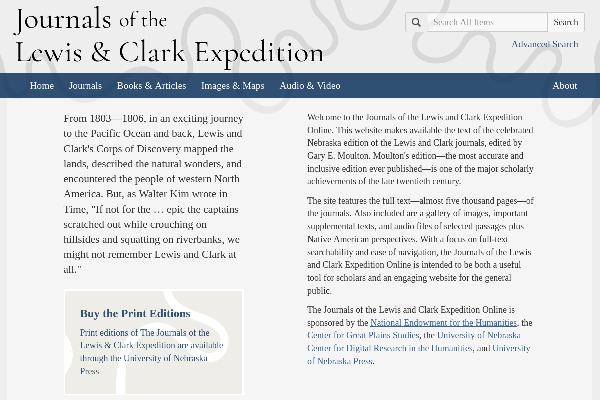 Journals of the
Lewis & Clark Expedition
Search All Items
Search
Advanced Search
Home
Journals
Books & Articles
Images & Maps
Audio & Video
About
From 1803—1806, in an exciting journey
to the Pacific Ocean and back, Lewis and
Clark's Corps of Discovery mapped the
lands, described the natural wonders, and
encountered the people of western North
America. But, as Walter Kim wrote in
Time, "If not for the … epic the captains
scratched out while crouching on
hillsides and squatting on riverbanks, we
might not remember Lewis and Clark at
all."
Buy the Print Editions
Print editions of The Journals of the
Lewis & Clark Expedition are available
through the University of Nebraska
Press
Welcome to the Journals of the Lewis and Clark Expedition
Online. This website makes available the text of the celebrated
Nebraska edition of the Lewis and Clark journals, edited by
Gary E. Moulton. Moulton's edition—the most accurate and
inclusive edition ever published—is one of the major scholarly
achievements of the late twentieth century.
The site features the full text—almost five thousand pages—of
the journals. Also included are a gallery of images, important
supplemental texts, and audio files of selected passages plus
Native American perspectives. With a focus on full-text
searchability and ease of navigation, the Journals of the Lewis
and Clark Expedition Online is intended to be both a useful
tool for scholars and an engaging website for the general
public.
The Journals of the Lewis and Clark Expedition Online is
sponsored by the National Endowment for the Humanities, the
Center for Great Plains Studies, the University of Nebraska
Center for Digital Research in the Humanities, and University
of Nebraska Press.